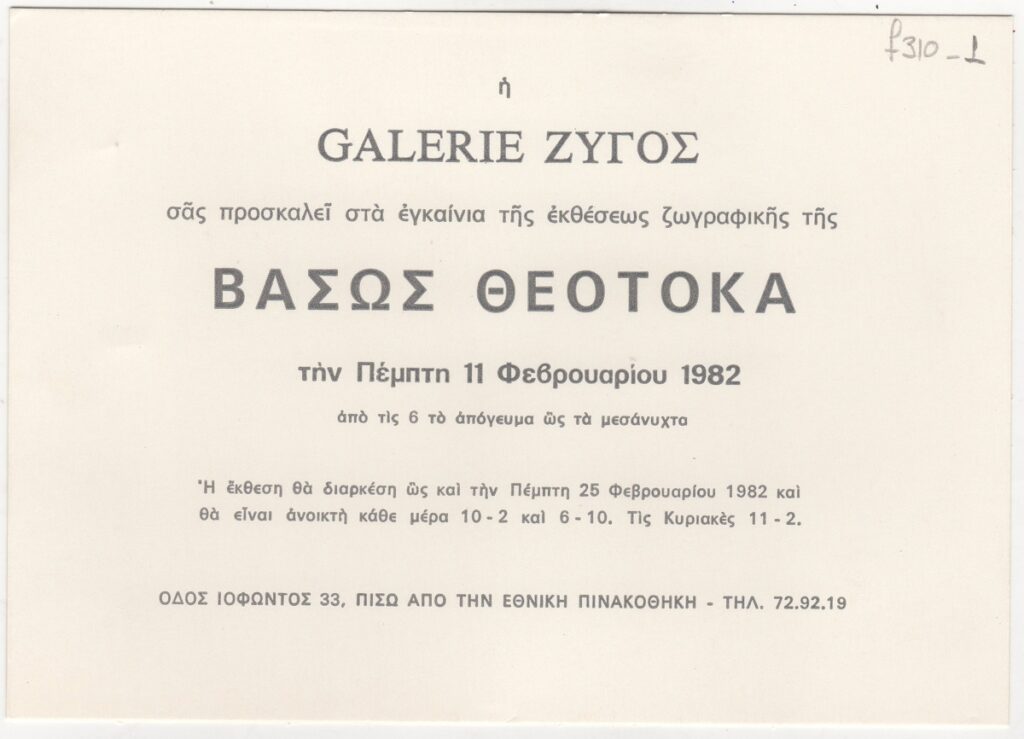 f310-1
ἡ
GALERIE ΖΥΓΟΣ
σᾶς προσκαλεῖ στὰ ἐγκαίνια τῆς ἐκθέσεως ζωγραφικῆς τῆς
ΒΑΣΩΣ ΘΕΟΤΟΚΑ
τὴν Πέμπτη 11 Φεβρουαρίου 1982
ἀπὸ τὶς 6 τὸ ἀπόγευμα ὣς τὰ μεσάνυχτα
Ἡ ἔκθεση θὰ διαρκέση ὣς καὶ τὴν Πέμπτη 25 Φεβρουαρίου 1982 καὶ
θὰ εἶναι ἀνοικτὴ κάθε μέρα 10 - 2 καὶ 6 - 10. Τὶς Κυριακὲς 11 - 2.
ΟΔΟΣ ΙΟΦΩΝΤΟΣ 33, ΠΙΣΩ ΑΠΟ ΤΗΝ ΕΘΝΙΚΗ ΠΙΝΑΚΟΘΗΚΗ - ΤΗΛ. 72.92.19